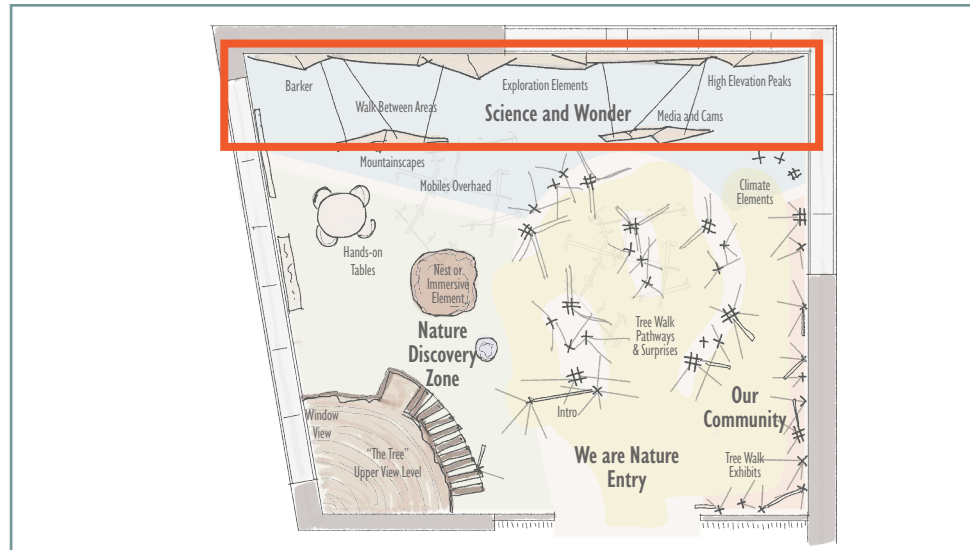 Barker
Exploration Elements
High Elevation Peaks
Walk Between Areas
Science and Wonder
Media and Cams
Mountainscapes
Mobiles Overhaed
Climate
Elements
Hands-on
Tables
Nest or
Immersive
Element
Nature
Discovery
Zone
Tree Walk
Pathways
& Surprises
Our
Community
Intro
Window
View
"The Tree"
Upper View Level
We are Nature
Entry
Tree Walk
Exhibits